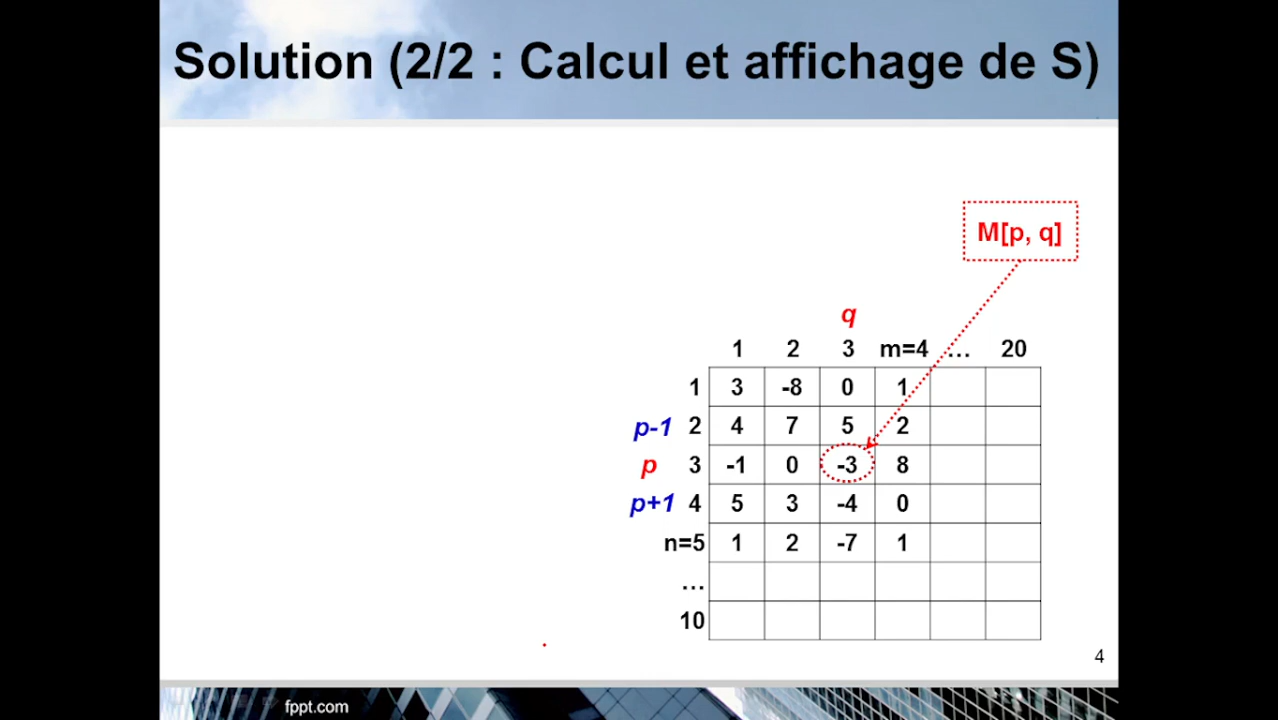 Solution (2/2 : Calcul et affichage de S)
M[p, q]
q
1 2 3 m=4 ... 20
1 3 -8 0 1
p-1 2 4 7 5 2
p 3 -1 0 -3 8
p+1 4 5 3 -4 0
n=5 1 2 -7 1
...
10
4
fppt.com